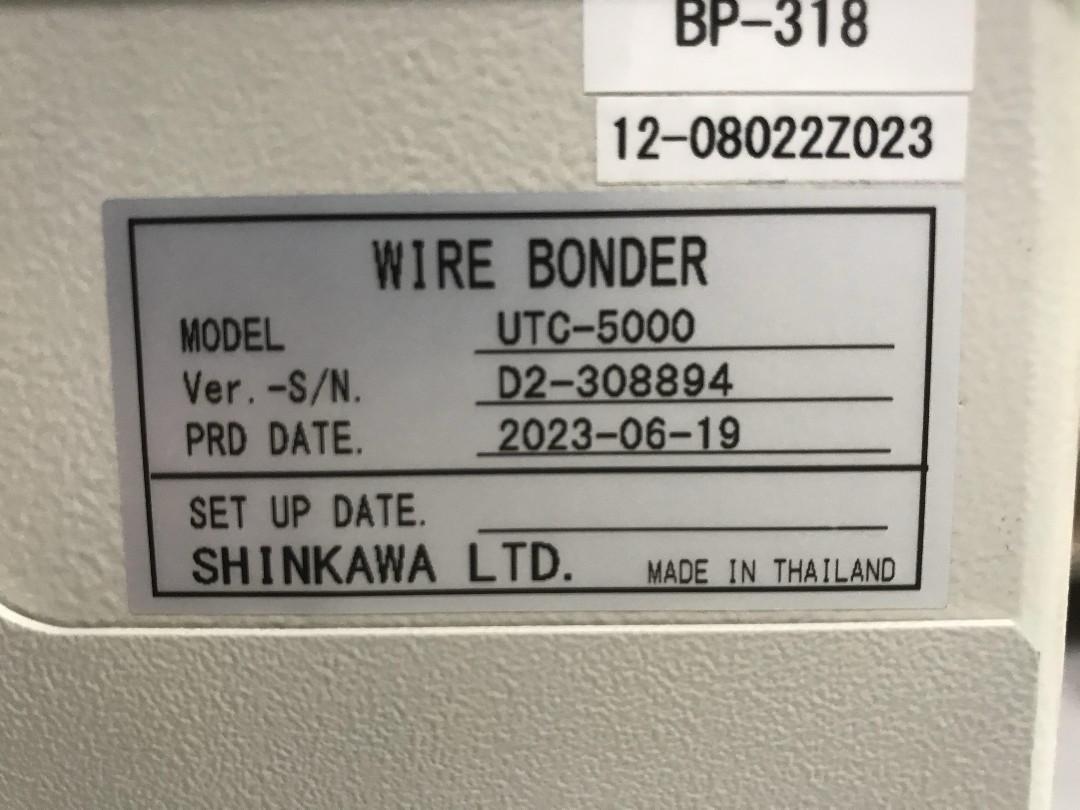 BP-318
12-08022Z023
WIRE BONDER
MODEL UTC-5000
Ver.-S/N. D2-308894
PRD DATE. 2023-06-19
SET UP DATE.
SHINKAWA LTD. MADE IN THAILAND